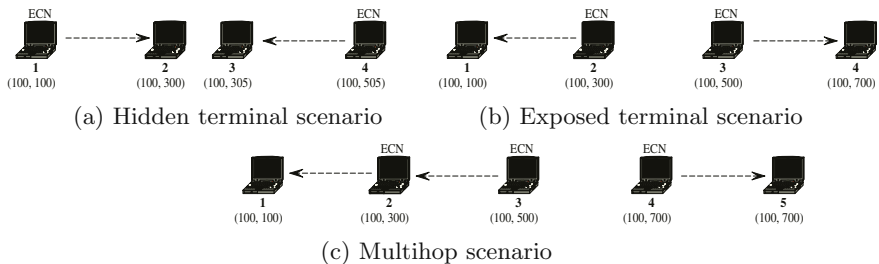 ECN ECN ECN ECN
1 2 3 4 1 2 3 4
(100, 100) (100, 300) (100, 305) (100, 505) (100, 100) (100, 300) (100, 500) (100, 700)
(a) Hidden terminal scenario (b) Exposed terminal scenario
ECN ECN ECN
1 2 3 4 5
(100, 100) (100, 300) (100, 500) (100, 700) (100, 700)
(c) Multihop scenario